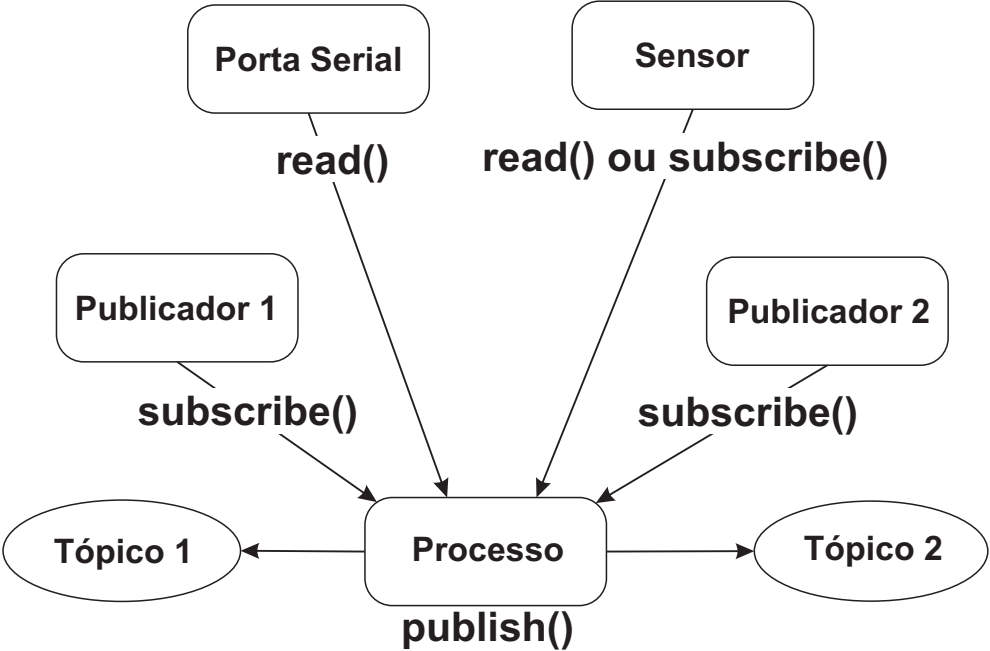 Porta Serial
Sensor
read()
read() ou subscribe()
Publicador 1
Publicador 2
subscribe()
subscribe()
Tópico 1
Processo
Tópico 2
publish()